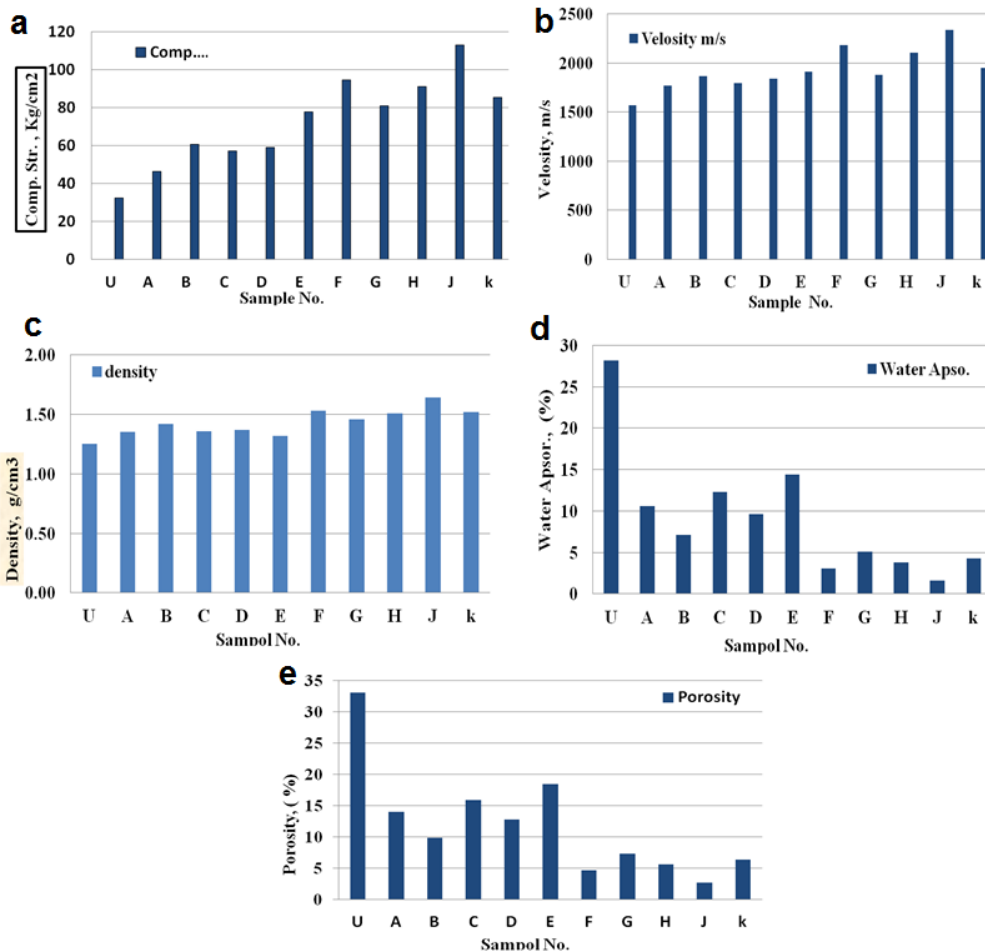 a
Comp....
Comp. Str. , Kg/cm2
120
100
80
60
40
20
0
U A B C D E F G H J k
Sample No.
b
Velosity m/s
Velosity, m/s
2500
2000
1500
1000
500
0
U A B C D E F G H J k
Sample No.
c
density
Density, g/cm3
2.00
1.50
1.00
0.50
0.00
U A B C D E F G H J k
Sampol No.
d
Water Apso.
Water Apsor., (%)
30
25
20
15
10
5
0
U A B C D E F G H J k
Sampol No.
e
Porosity
Porosity, ( %)
35
30
25
20
15
10
5
0
U A B C D E F G H J k
Sampol No.